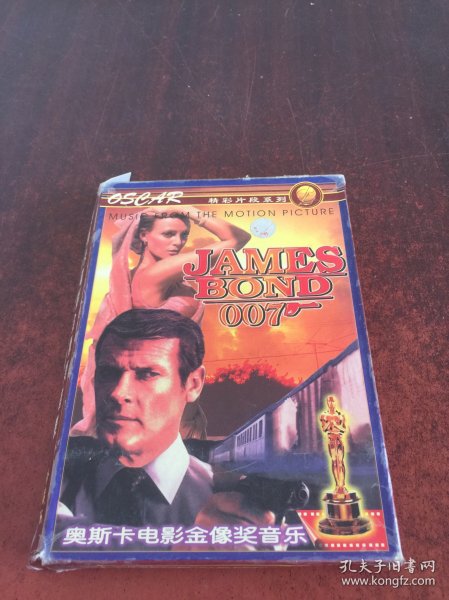 OSCAR 精彩片段系列
MUSIC FROM THE MOTION PICTURE
JAMES
BOND
007
奥斯卡电影金像奖音乐
孔夫子旧书网
www.kongfz.com